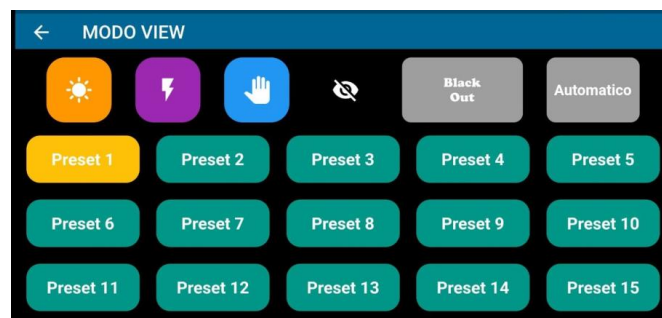 MODO VIEW
Black
Out
Automatico
Preset 1
Preset 2
Preset 3
Preset 4
Preset 5
Preset 6
Preset 7
Preset 8
Preset 9
Preset 10
Preset 11
Preset 12
Preset 13
Preset 14
Preset 15